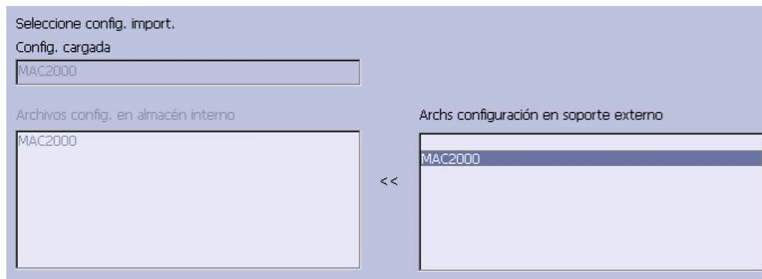 Seleccione config. import.
Config. cargada
MAC2000
Archivos config. en almacén interno
MAC2000
<<
Archs configuración en soporte externo
MAC2000